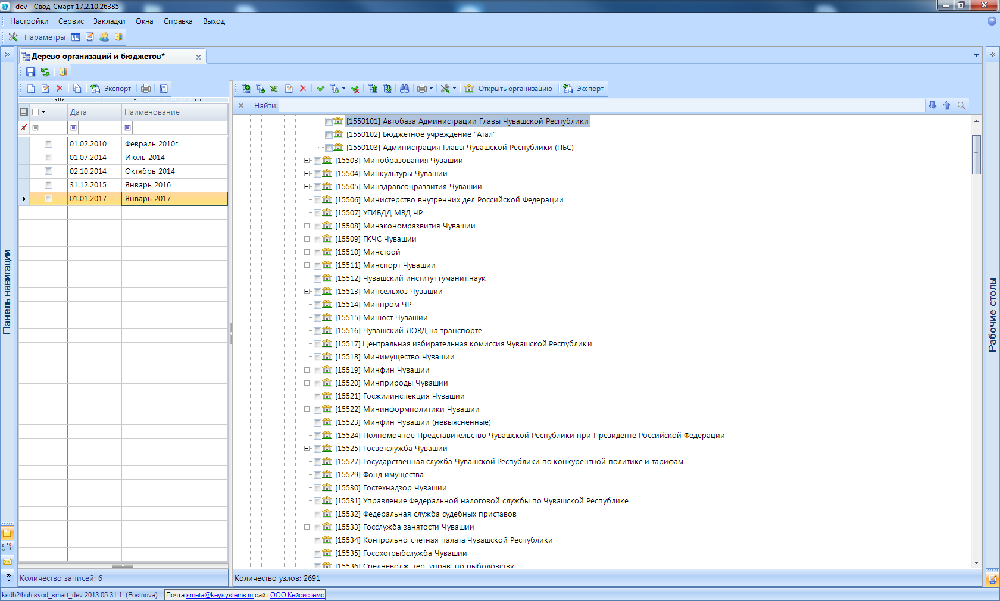 _dev - Свод-Смарт 17.2.10.26385
Настройки Сервис Закладки Окна Справка Выход
Параметры
Дерево организаций и бюджетов*
Экспорт
Открыть организацию Экспорт
Найти:
Дата Наименование
01.02.2010 Февраль 2010г.
01.07.2014 Июль 2014
02.10.2014 Октябрь 2014
31.12.2015 Январь 2016
01.01.2017 Январь 2017
Количество записей: 6
[1550101] Автобаза Администрации Главы Чувашской Республики
[1550102] Бюджетное учреждение "Атал"
[1550103] Администрация Главы Чувашской Республики (ПБС)
[15503] Минобразования Чувашии
[15504] Минкультуры Чувашии
[15505] Минздравсоцразвития Чувашии
[15506] Министерство внутренних дел Российской Федерации
[15507] УГИБДД МВД ЧР
[15508] Минэкономразвития Чувашии
[15509] ГКЧС Чувашии
[15510] Минстрой
[15511] Минспорт Чувашии
[15512] Чувашский институт гуманит.наук
[15513] Минсельхоз Чувашии
[15514] Минпром ЧР
[15515] Минюст Чувашии
[15516] Чувашский ЛОВД на транспорте
[15517] Центральная избирательная комиссия Чувашской Республики
[15518] Минимущество Чувашии
[15519] Минфин Чувашии
[15520] Минприроды Чувашии
[15521] Госжилинспекция Чувашии
[15522] Мининформполитики Чувашии
[15523] Минфин Чувашии (невыясненные)
[15524] Полномочное Представительство Чувашской Республики при Президенте Российской Федерации
[15525] Госветслужба Чувашии
[15527] Государственная служба Чувашской Республики по конкурентной политике и тарифам
[15529] Фонд имущества
[15530] Гостехнадзор Чувашии
[15531] Управление Федеральной налоговой службы по Чувашской Республике
[15532] Федеральная служба судебных приставов
[15533] Госслужба занятости Чувашии
[15534] Контрольно-счетная палата Чувашской Республики
[15535] Госохотрыбслужба Чувашии
[15536] Средневолж. тер. управ. по рыболовству
Количество узлов: 2691
Панель навигации
Рабочие столы
ksdb2\buh.svod_smart_dev 2013.05.31.1. (Postnova) Почта smeta@keysystems.ru сайт ООО Кейсистемс